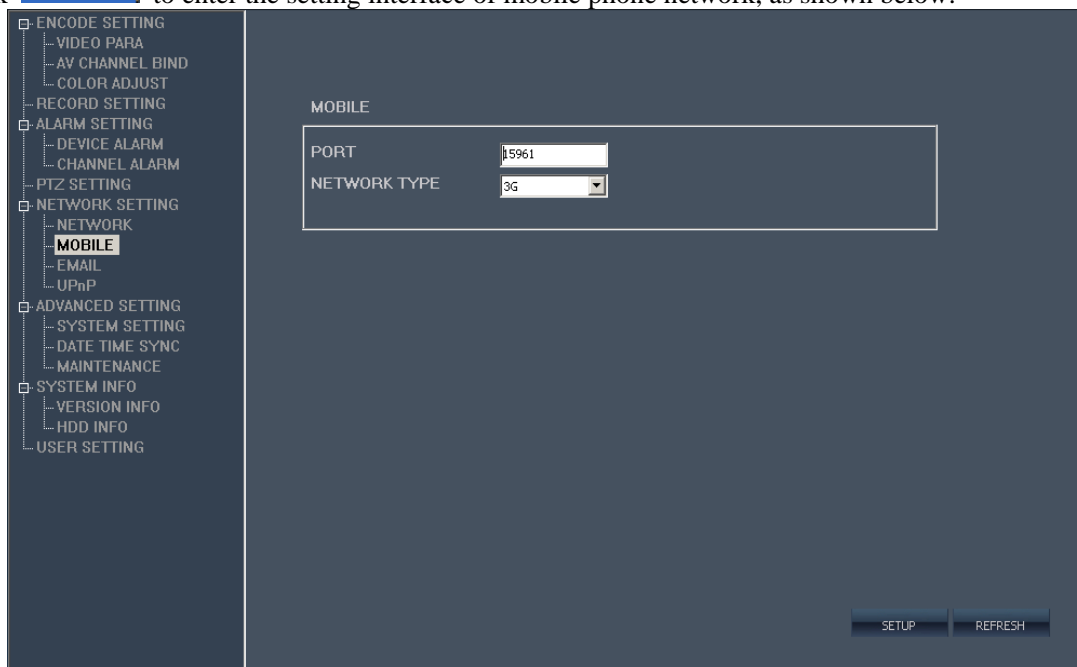 to enter the setting interface of mobile phone network, as shown below:
ENCODE SETTING
VIDEO PARA
AV CHANNEL BIND
COLOR ADJUST
RECORD SETTING
ALARM SETTING
DEVICE ALARM
CHANNEL ALARM
PTZ SETTING
NETWORK SETTING
NETWORK
MOBILE
EMAIL
UPnP
ADVANCED SETTING
SYSTEM SETTING
DATE TIME SYNC
MAINTENANCE
SYSTEM INFO
VERSION INFO
HDD INFO
USER SETTING
MOBILE
PORT 15961
NETWORK TYPE 3G
SETUP REFRESH